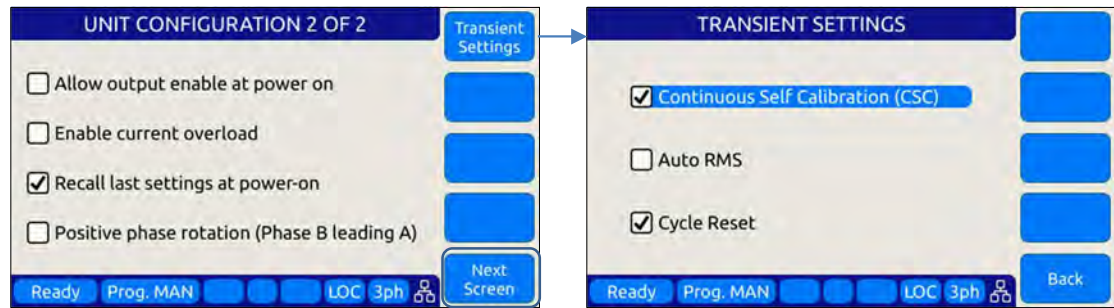 UNIT CONFIGURATION 2 OF 2
Transient
Settings
Allow output enable at power on
Enable current overload
Recall last settings at power-on
Positive phase rotation (Phase B leading A)
Next
Screen
Ready Prog. MAN LOC 3ph
TRANSIENT SETTINGS
Continuous Self Calibration (CSC)
Auto RMS
Cycle Reset
Back
Ready Prog. MAN LOC 3ph